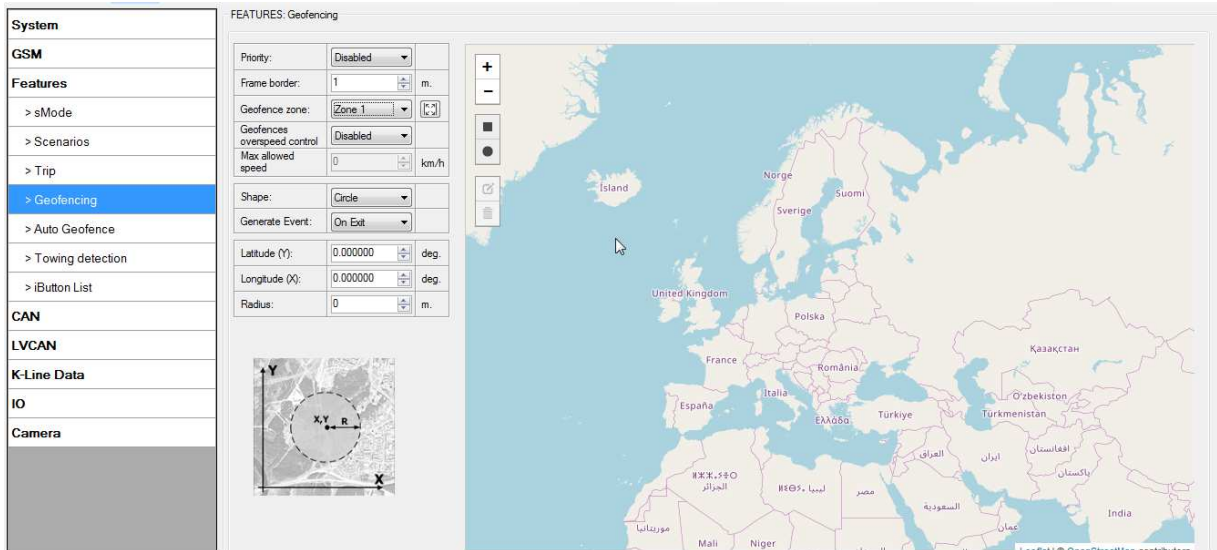 FEATURES: Geofencing
System
GSM
Features
> sMode
> Scenarios
> Trip
> Geofencing
> Auto Geofence
> Towing detection
> iButton List
CAN
LVCAN
K-Line Data
IO
Camera
Priority: Disabled
Frame border: 1 m.
Geofence zone: Zone 1
Geofences
overspeed control Disabled
Max allowed
speed 0 km/h
Shape: Circle
Generate Event: On Exit
Latitude (Y): 0.000000 deg.
Longitude (X): 0.000000 deg.
Radius: 0 m.
Y
X,Y R
X
+
−
Ísland
Norge
Suomi
Sverige
United Kingdom
Polska
Қазақстан
France
România
Italia
España
Ελλάδα
Türkiye
Oʻzbekiston
Türkmenistan
العراق
ایران
افغانستان
پاکستان
الجزائر
ليبيا
مصر
السعودية
India
موريتانيا
عمان
Mali
Niger